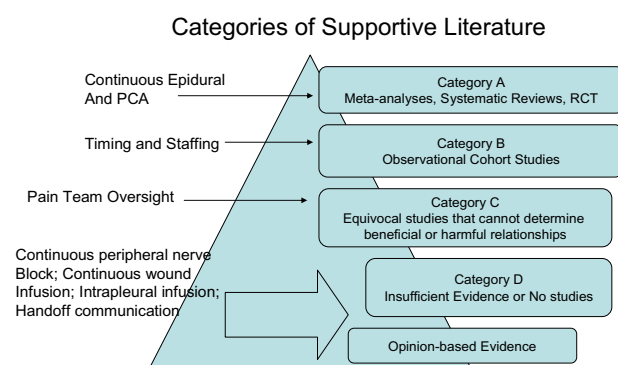 Categories of Supportive Literature
Continuous Epidural
And PCA
Category A
Meta-analyses, Systematic Reviews, RCT
Timing and Staffing
Category B
Observational Cohort Studies
Pain Team Oversight
Category C
Equivocal studies that cannot determine
beneficial or harmful relationships
Continuous peripheral nerve
Block; Continuous wound
Infusion; Intrapleural infusion;
Handoff communication
Category D
Insufficient Evidence or No studies
Opinion-based Evidence